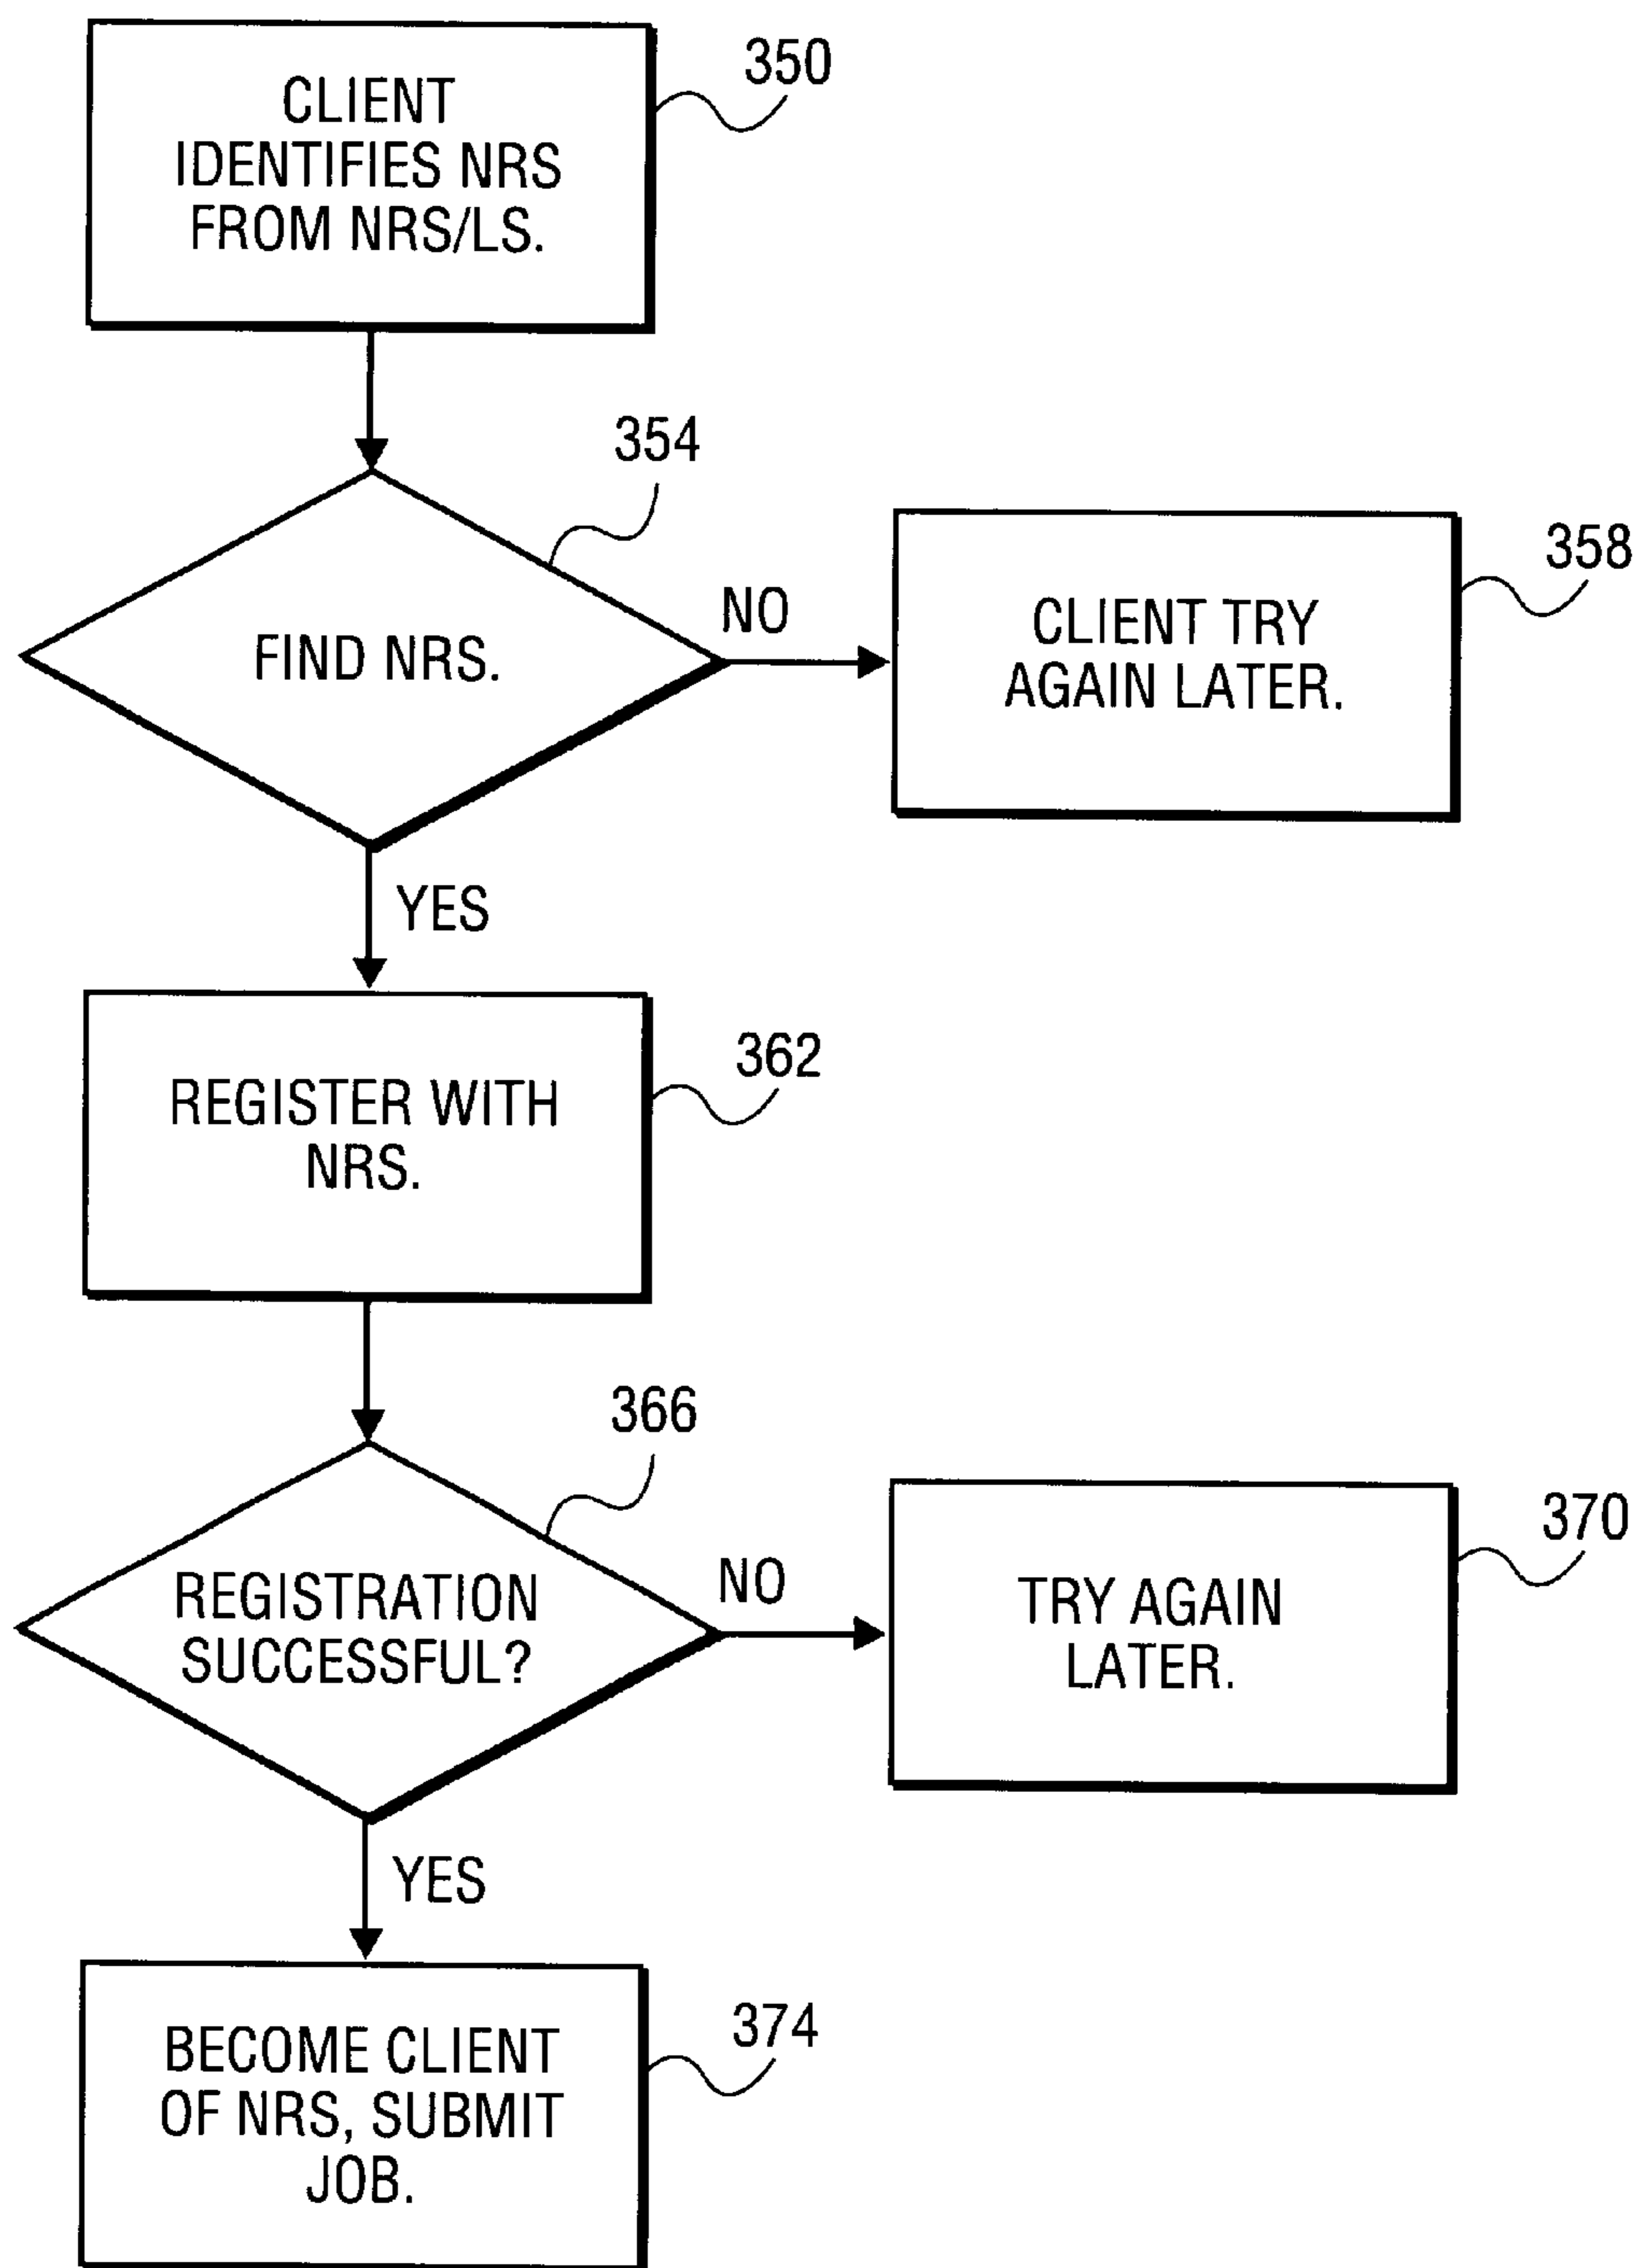 CLIENT
IDENTIFIES NRS
FROM NRS/LS.
350
354
FIND NRS.
NO
CLIENT TRY
AGAIN LATER.
358
YES
REGISTER WITH
NRS.
362
366
REGISTRATION
SUCCESSFUL?
NO
TRY AGAIN
LATER.
370
YES
BECOME CLIENT
OF NRS, SUBMIT
JOB.
374